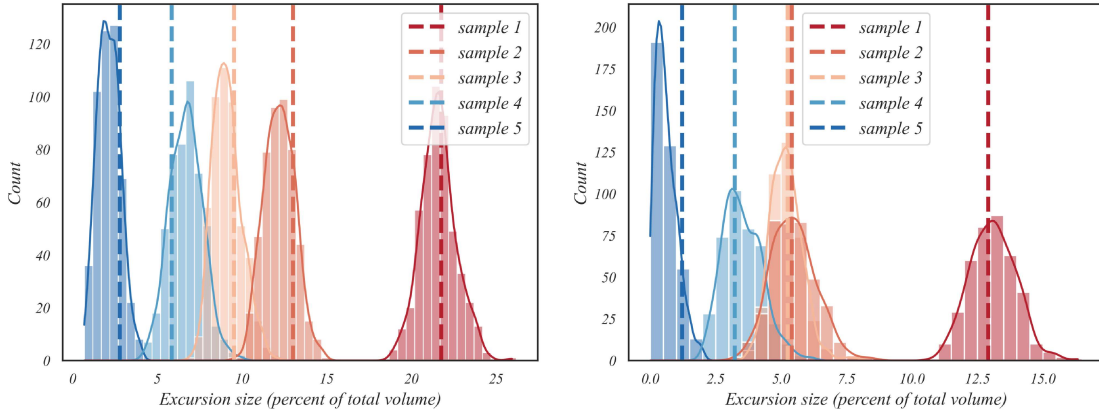 120
100
80
60
40
20
0
Count
0
5
10
15
20
25
Excursion size (percent of total volume)
sample 1
sample 2
sample 3
sample 4
sample 5
200
175
150
125
100
75
50
25
0
Count
0.0
2.5
5.0
7.5
10.0
12.5
15.0
Excursion size (percent of total volume)
sample 1
sample 2
sample 3
sample 4
sample 5